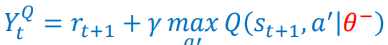 Y_t^Q = r_{t+1} + γ max_{a'} Q(s_{t+1}, a'|θ^−)